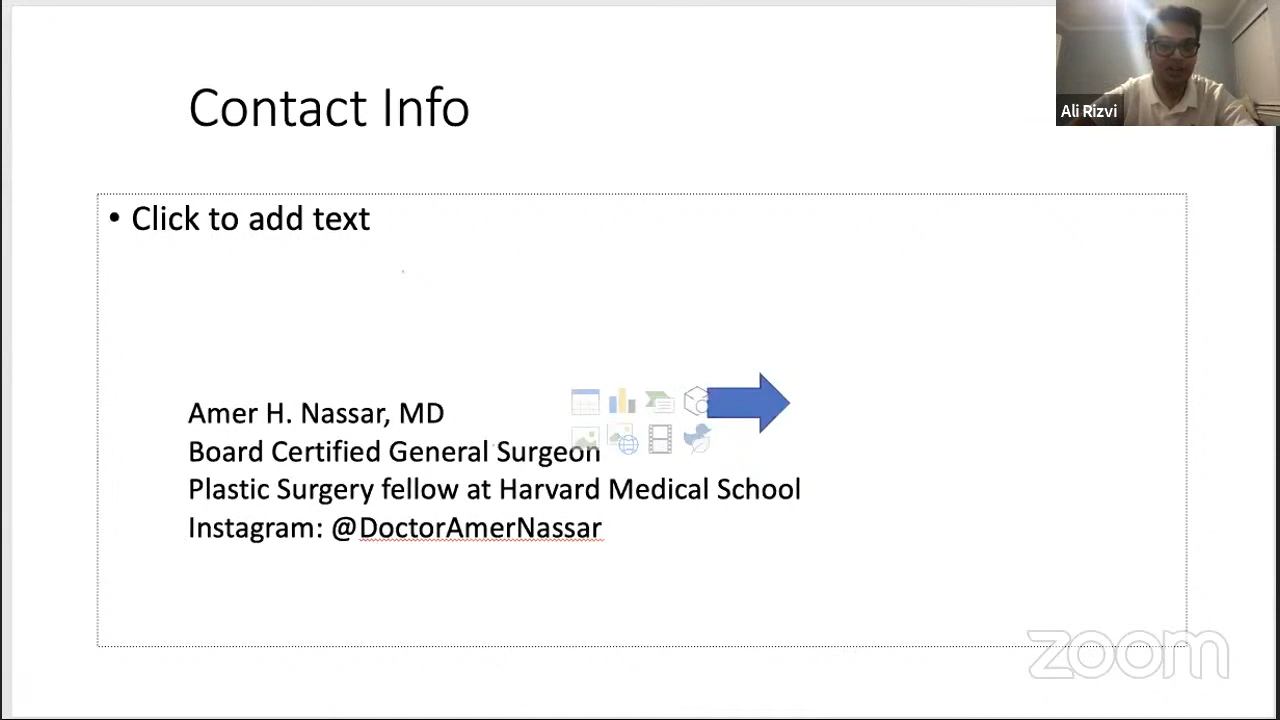 Contact Info
Ali Rizvi
• Click to add text
Amer H. Nassar, MD
Board Certified General Surgeon
Plastic Surgery fellow at Harvard Medical School
Instagram: @DoctorAmerNassar
zoom